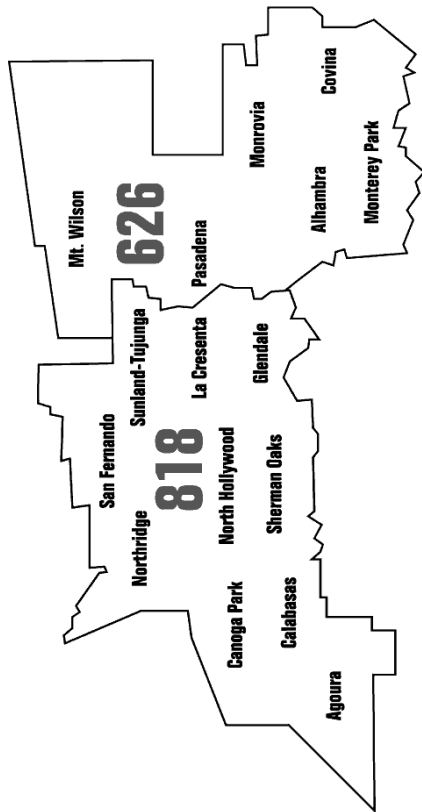 Mt. Wilson
626
Pasadena
Monrovia
Covina
Alhambra
Monterey Park
San Fernando
Sunland-Tujunga
Northridge
818
La Cresenta
North Hollywood
Glendale
Canoga Park
Sherman Oaks
Calabasas
Agoura